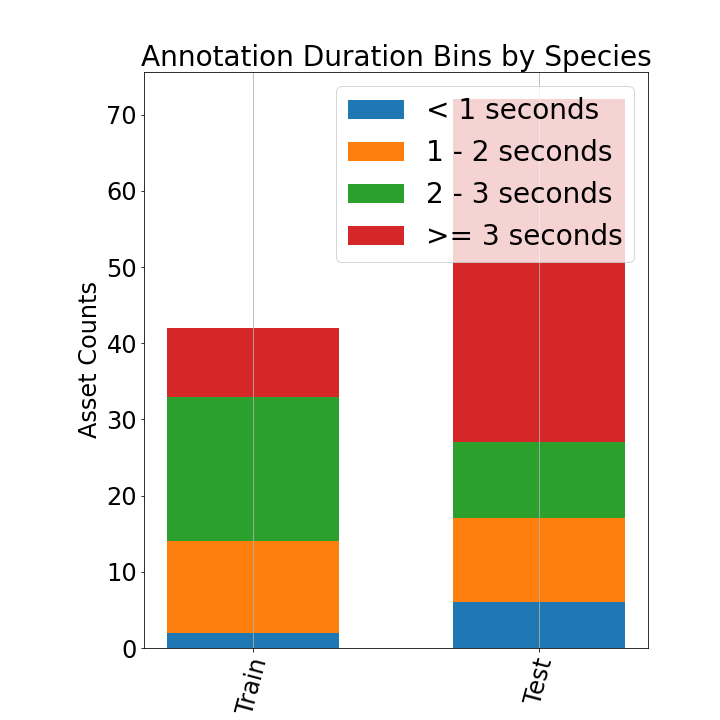 Annotation Duration Bins by Species
< 1 seconds
1 - 2 seconds
2 - 3 seconds
>= 3 seconds
Asset Counts
70
60
50
40
30
20
10
0
Train
Test